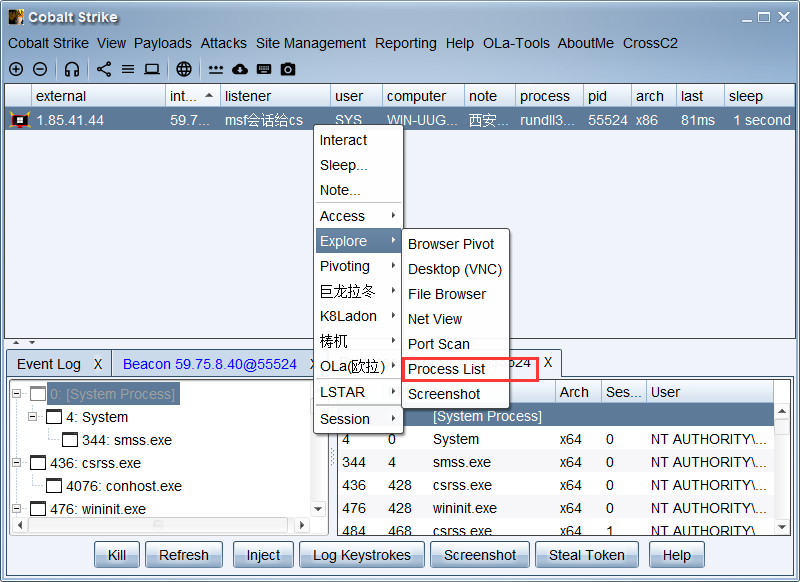 Cobalt Strike
Cobalt Strike View Payloads Attacks Site Management Reporting Help OLa-Tools AboutMe CrossC2
external int... listener user computer note process pid arch last sleep
1.85.41.44 59.7... msf会话给cs SYS WIN-UUG... 西安... rundll3... 55524 x86 81ms 1 second
Interact
Sleep...
Note...
Access
Explore
Pivoting
巨龙拉冬
K8Ladon
梼杌
OLa(欧拉)
LSTAR
Session
Browser Pivot
Desktop (VNC)
File Browser
Net View
Port Scan
Process List
Screenshot
Event Log X Beacon 59.75.8.40@55524 X
5524 X
0: [System Process]
4: System
344: smss.exe
436: csrss.exe
4076: conhost.exe
476: wininit.exe
Arch Ses... User
[System Process]
4 0 System x64 0 NT AUTHORITY\...
344 4 smss.exe x64 0 NT AUTHORITY\...
436 428 csrss.exe x64 0 NT AUTHORITY\...
476 428 wininit.exe x64 0 NT AUTHORITY\...
484 468 csrss.exe x64 1 NT AUTHORITY\...
Kill Refresh Inject Log Keystrokes Screenshot Steal Token Help